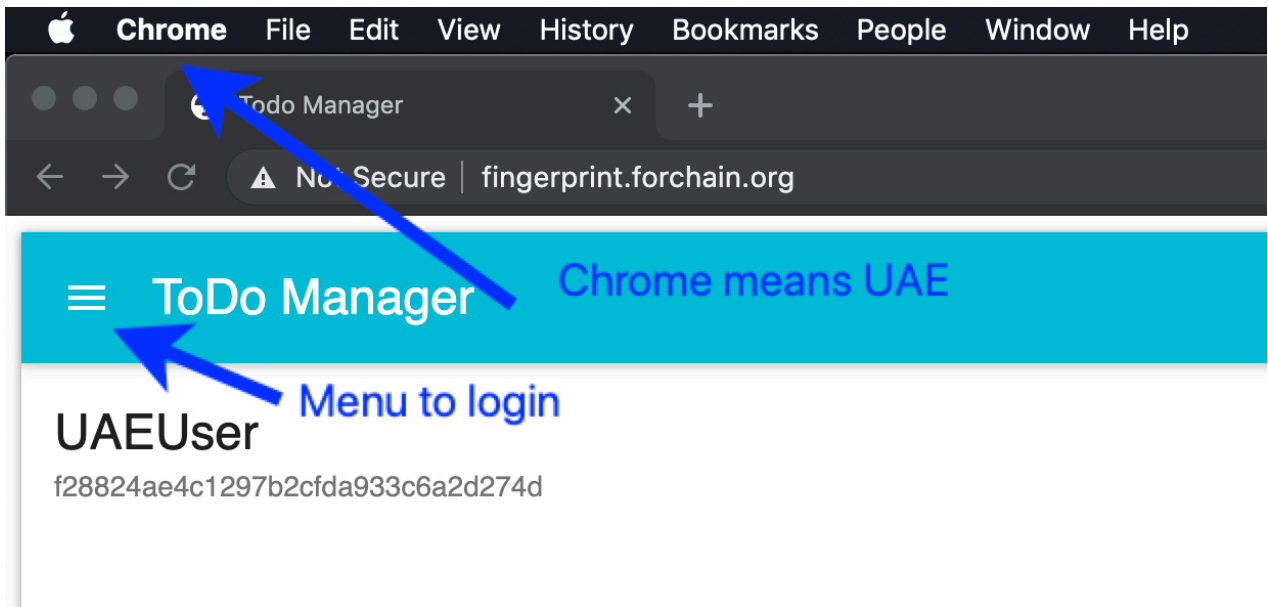 Chrome File Edit View History Bookmarks People Window Help
Todo Manager
Not Secure fingerprint.forchain.org
ToDo Manager
Chrome means UAE
Menu to login
UAEUser
f28824ae4c1297b2cfda933c6a2d274d